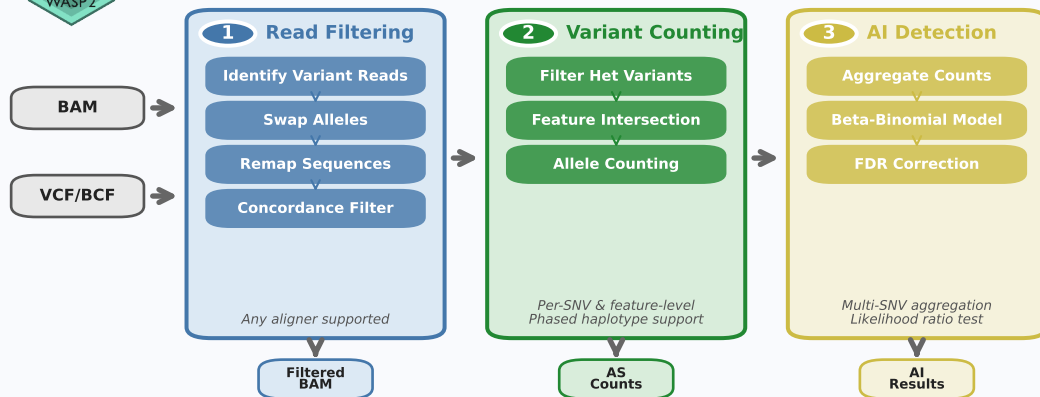 WASP2
BAM
VCF/BCF
1 Read Filtering
Identify Variant Reads
Swap Alleles
Remap Sequences
Concordance Filter
Any aligner supported
Filtered
BAM
2 Variant Counting
Filter Het Variants
Feature Intersection
Allele Counting
Per-SNV & feature-level
Phased haplotype support
AS
Counts
3 AI Detection
Aggregate Counts
Beta-Binomial Model
FDR Correction
Multi-SNV aggregation
Likelihood ratio test
AI
Results